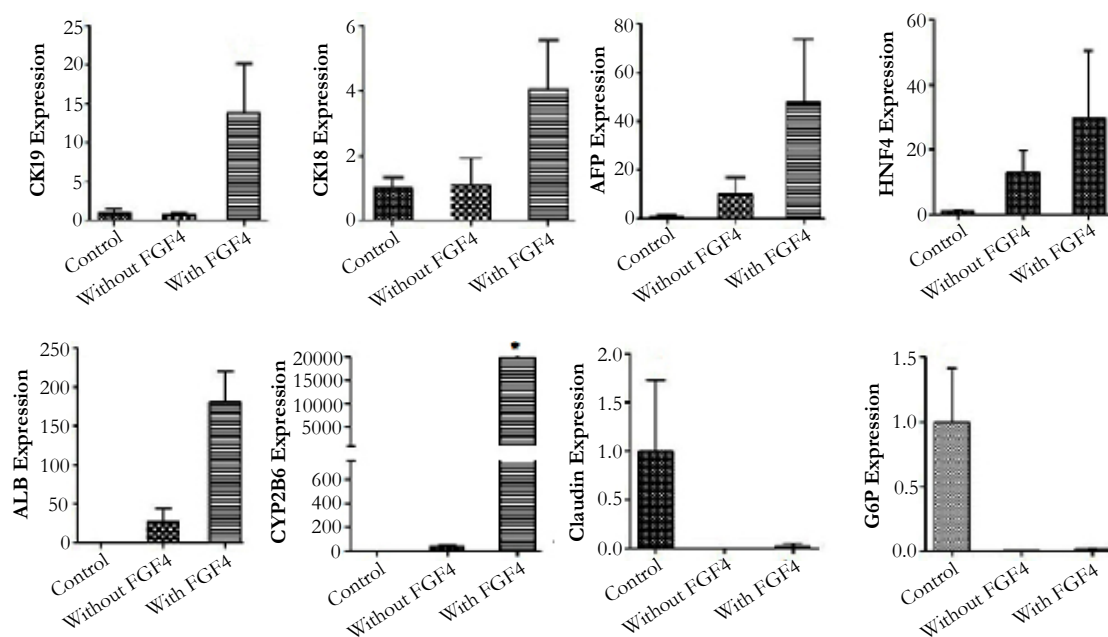 CK19 Expression
25
20
15
10
5
0
Control
Without FGF4
With FGF4
CK18 Expression
6
4
2
0
Control
Without FGF4
With FGF4
AFP Expression
80
60
40
20
0
Control
Without FGF4
With FGF4
HNF4 Expression
60
40
20
0
Control
Without FGF4
With FGF4
ALB Expression
250
200
150
100
50
0
Control
Without FGF4
With FGF4
CYP2B6 Expression
20000
15000
10000
5000
600
400
200
0
*
Control
Without FGF4
With FGF4
Claudin Expression
2.0
1.5
1.0
0.5
0.0
Control
Without FGF4
With FGF4
G6P Expression
1.5
1.0
0.5
0.0
Control
Without FGF4
With FGF4